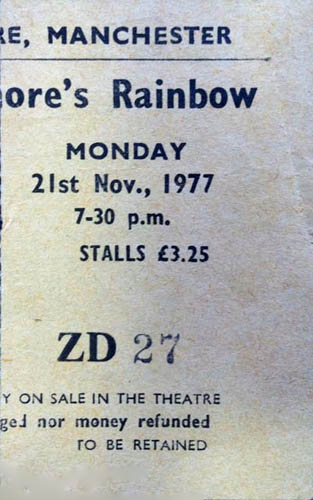 RE, MANCHESTER
ore's Rainbow
MONDAY
21st Nov., 1977
7-30 p.m.
STALLS £3.25
ZD 27
Y ON SALE IN THE THEATRE
ged nor money refunded
TO BE RETAINED